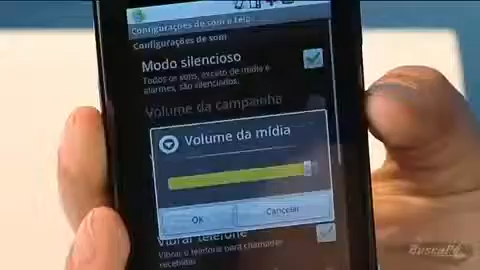 Configurações de som e tela
Configurações de som
Modo silencioso
Todos os sons, exceto de mídia e
alarmes, são silenciados.
Volume da campainha
Volume da mídia
Ok
Cancelar
Vibrar telefone
Vibrar o telefone para chamadas
recebidas
BuscaPé